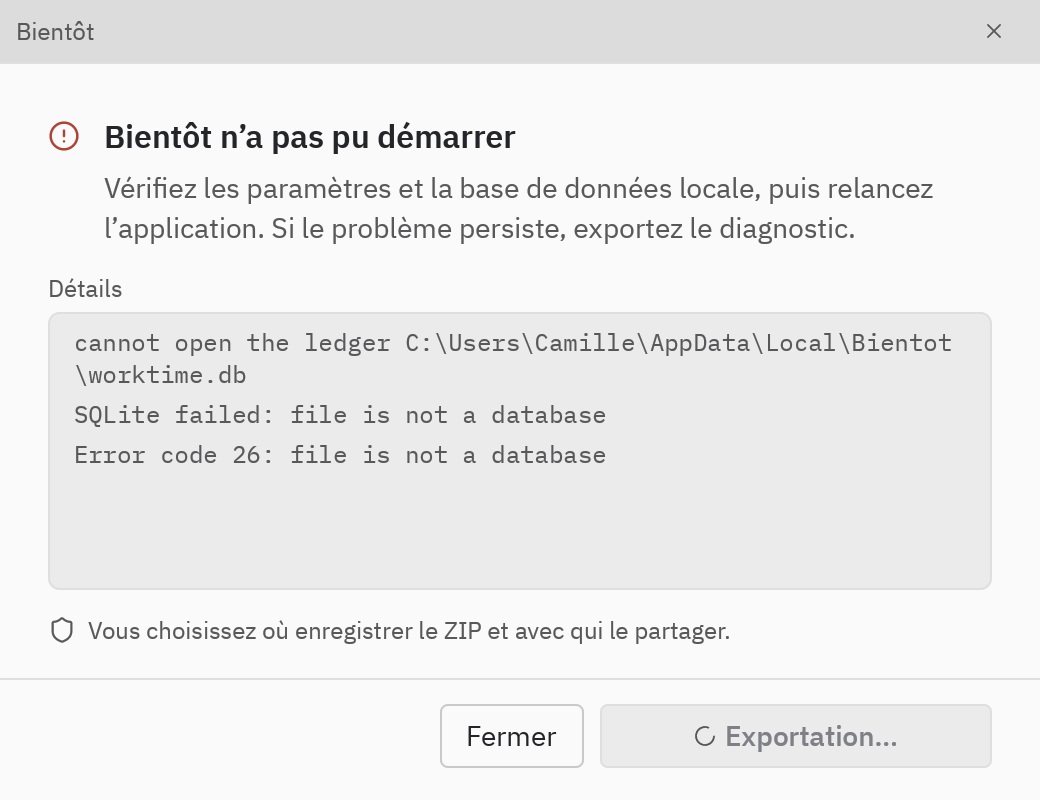 Bientôt
Bientôt n’a pas pu démarrer
Vérifiez les paramètres et la base de données locale, puis relancez
l’application. Si le problème persiste, exportez le diagnostic.
Détails
cannot open the ledger C:\Users\Camille\AppData\Local\Bientot
\worktime.db
SQLite failed: file is not a database
Error code 26: file is not a database
Vous choisissez où enregistrer le ZIP et avec qui le partager.
Fermer
Exportation…